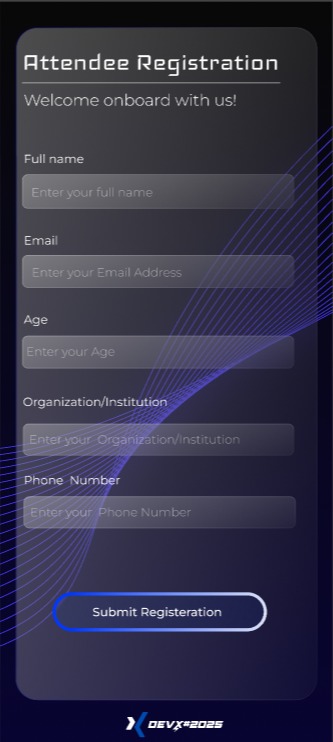 Attendee Registration
Welcome onboard with us!
Full name
Enter your full name
Email
Enter your Email Address
Age
Enter your Age
Organization/Institution
Enter your Organization/Institution
Phone Number
Enter your Phone Number
Submit Registeration
DEVX#2025